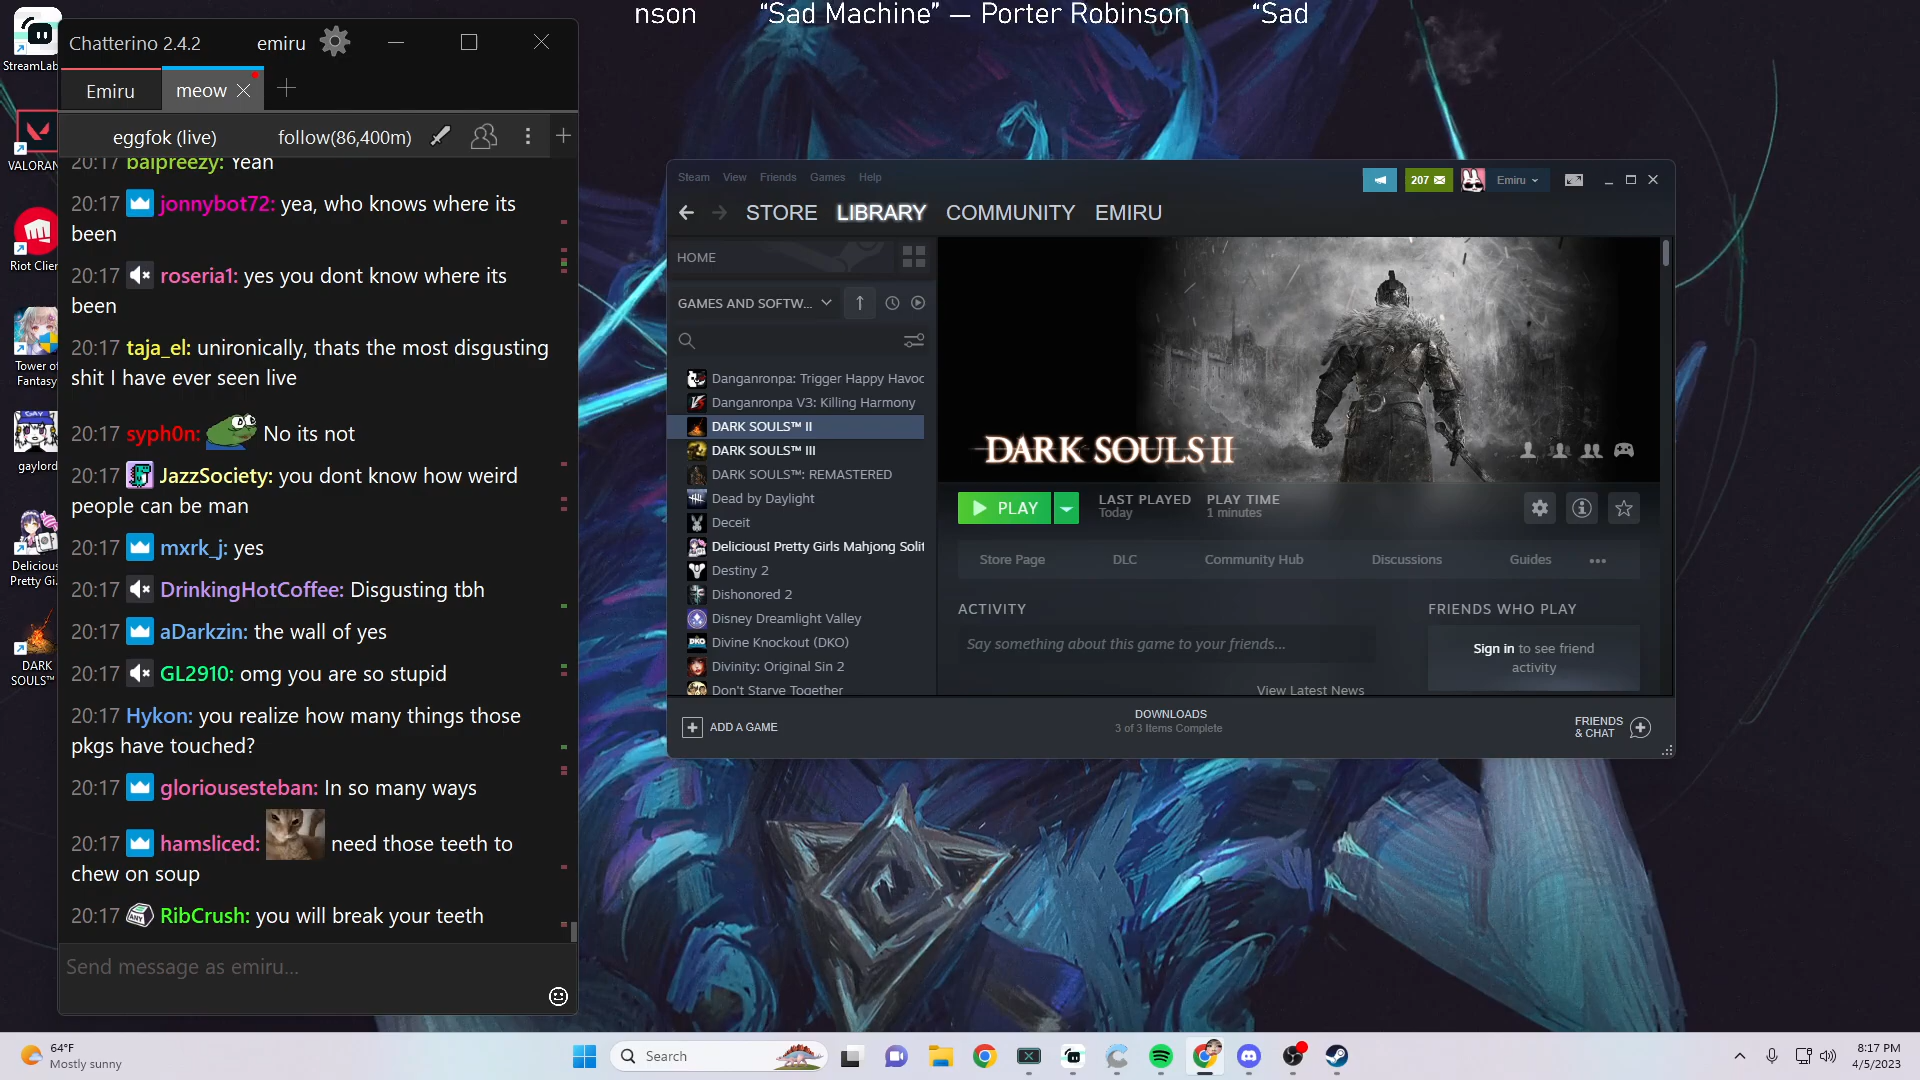 nson “Sad Machine” — Porter Robinson “Sad
StreamLab
VALORAN
Riot Clier
Tower of
Fantasy
gaylord
Delicious
Pretty Gi...
DARK
SOULS™
Chatterino 2.4.2 emiru
Emiru meow
eggfok (live) follow(86,400m)
20:17 balpreezy: Yeah
20:17 jonnybot72: yea, who knows where its
been
20:17 roseria1: yes you dont know where its
been
20:17 taja_el: unironically, thats the most disgusting
shit I have ever seen live
20:17 syph0n: No its not
20:17 JazzSociety: you dont know how weird
people can be man
20:17 mxrk_j: yes
20:17 DrinkingHotCoffee: Disgusting tbh
20:17 aDarkzin: the wall of yes
20:17 GL2910: omg you are so stupid
20:17 Hykon: you realize how many things those
pkgs have touched?
20:17 gloriousesteban: In so many ways
20:17 hamsliced: need those teeth to
chew on soup
20:17 RibCrush: you will break your teeth
Send message as emiru...
Steam View Friends Games Help
207 Emiru
STORE LIBRARY COMMUNITY EMIRU
HOME
GAMES AND SOFTW...
Danganronpa: Trigger Happy Havoc
Danganronpa V3: Killing Harmony
DARK SOULS™ II
DARK SOULS™ III
DARK SOULS™: REMASTERED
Dead by Daylight
Deceit
Delicious! Pretty Girls Mahjong Solit
Destiny 2
Dishonored 2
Disney Dreamlight Valley
Divine Knockout (DKO)
Divinity: Original Sin 2
Don't Starve Together
DARK SOULS II
PLAY
LAST PLAYED
Today
PLAY TIME
1 minutes
Store Page DLC Community Hub Discussions Guides
ACTIVITY
Say something about this game to your friends...
View Latest News
FRIENDS WHO PLAY
Sign in to see friend
activity
ADD A GAME
DOWNLOADS
3 of 3 Items Complete
FRIENDS
& CHAT
64°F
Mostly sunny
Search
8:17 PM
4/5/2023